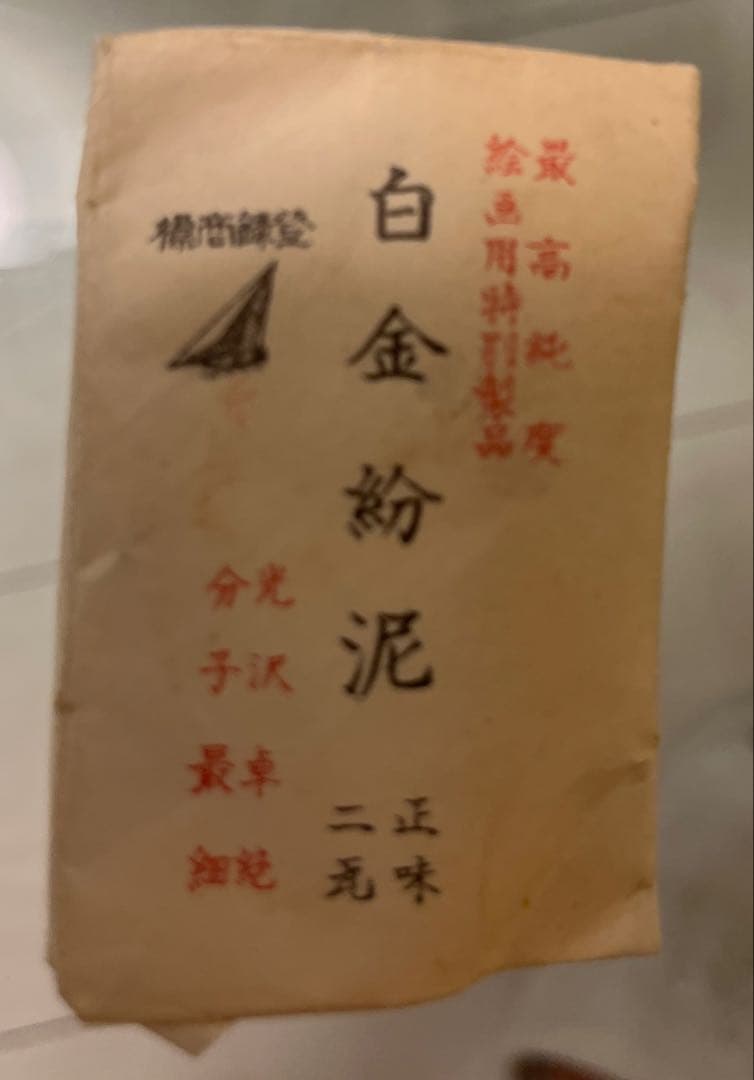 最高純度
絵画用特別製品
白金紛泥
正味
二瓦
登録商標
光沢卓絶
分子最細